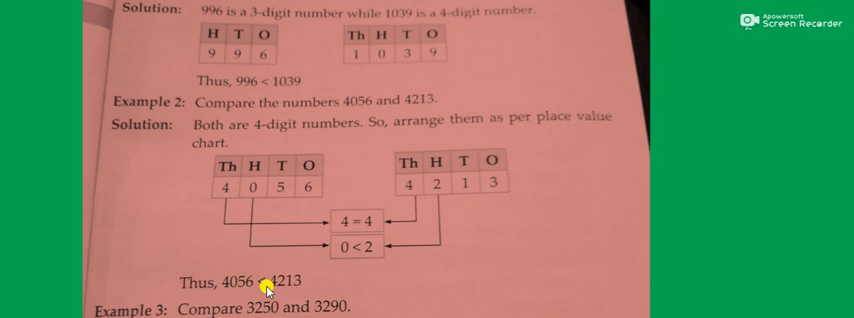 Solution: 996 is a 3-digit number while 1039 is a 4-digit number.
H T O
9 9 6
Th H T O
1 0 3 9
Thus, 996 < 1039
Example 2: Compare the numbers 4056 and 4213.
Solution: Both are 4-digit numbers. So, arrange them as per place value
chart.
Th H T O
4 0 5 6
Th H T O
4 2 1 3
4 = 4
0 < 2
Thus, 4056 < 4213
Example 3: Compare 3250 and 3290.
Apowersoft
Screen Recorder